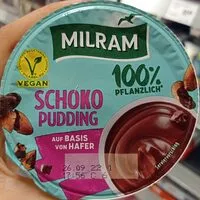 MILRAM
VEGAN
100%
PFLANZLICH*
SCHOKO
PUDDING
AUF BASIS
VON HAFER